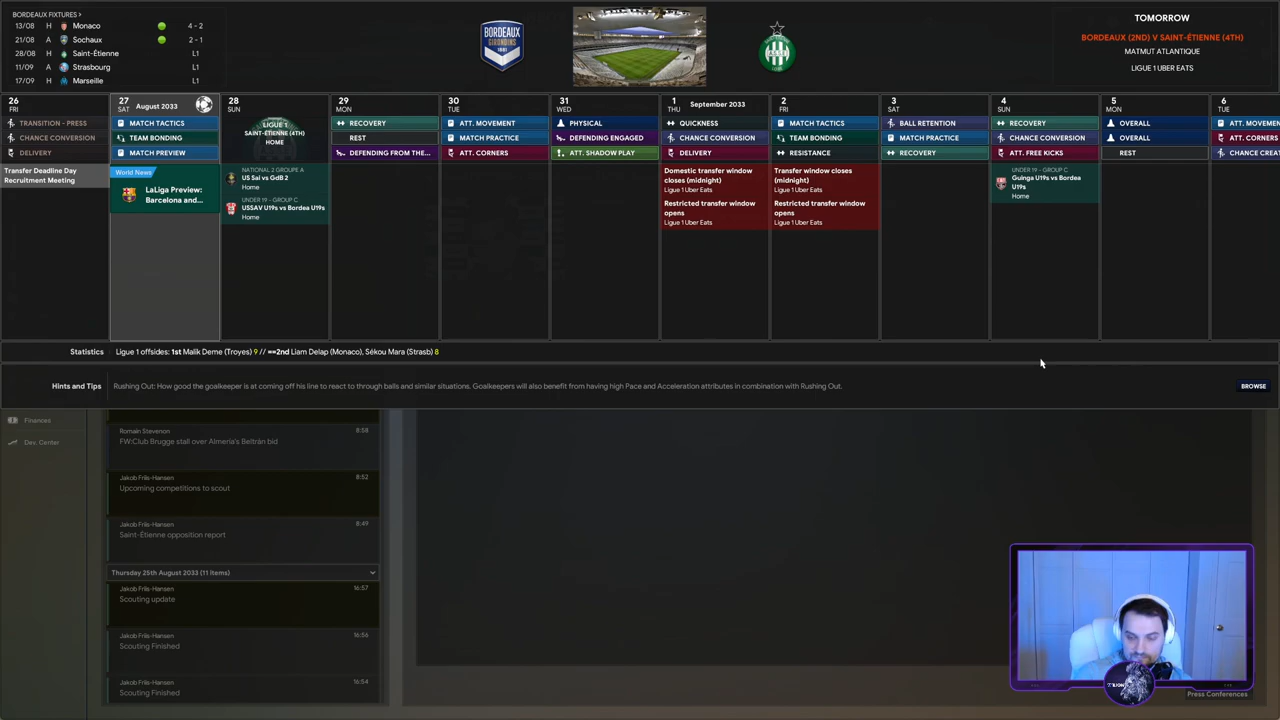 BORDEAUX FIXTURES >
13/08 H Monaco 4 - 2
21/08 A Sochaux 2 - 1
28/08 H Saint-Étienne L1
11/09 A Strasbourg L1
17/09 H Marseille L1
BORDEAUX
GIRONDINS
TOMORROW
BORDEAUX (2ND) V SAINT-ÉTIENNE (4TH)
MATMUT ATLANTIQUE
LIGUE 1 UBER EATS
26 FRI
TRANSITION - PRESS
CHANCE CONVERSION
DELIVERY
Transfer Deadline Day
Recruitment Meeting
27 SAT
August 2033
MATCH TACTICS
TEAM BONDING
MATCH PREVIEW
World News
LaLiga Preview:
Barcelona and...
28 SUN
LIGUE 1
SAINT-ÉTIENNE (4TH)
HOME
NATIONAL 2 GROUPE A
US Sal vs GdB 2
Home
UNDER 19 - GROUP C
USSAV U19s vs Bordea U19s
Home
29 MON
RECOVERY
REST
DEFENDING FROM THE...
30 TUE
ATT. MOVEMENT
MATCH PRACTICE
ATT. CORNERS
31 WED
PHYSICAL
DEFENDING ENGAGED
ATT. SHADOW PLAY
1 THU
September 2033
QUICKNESS
CHANCE CONVERSION
DELIVERY
Domestic transfer window
closes (midnight)
Ligue 1 Uber Eats
Restricted transfer window
opens
Ligue 1 Uber Eats
2 FRI
MATCH TACTICS
TEAM BONDING
RESISTANCE
Transfer window closes
(midnight)
Ligue 1 Uber Eats
Restricted transfer window
opens
Ligue 1 Uber Eats
3 SAT
BALL RETENTION
MATCH PRACTICE
RECOVERY
4 SUN
RECOVERY
CHANCE CONVERSION
ATT. FREE KICKS
UNDER 19 - GROUP C
Guinga U19s vs Bordea
U19s
Home
5 MON
OVERALL
OVERALL
REST
6 TUE
ATT. MOVEME
ATT. CORNERS
CHANCE CREAT
Statistics Ligue 1 offsides: 1st Malik Deme (Troyes) 9 // ==2nd Liam Delap (Monaco), Sékou Mara (Strasb) 8
Hints and Tips Rushing Out: How good the goalkeeper is at coming off his line to react to through balls and similar situations. Goalkeepers will also benefit from having high Pace and Acceleration attributes in combination with Rushing Out. BROWSE
Finances
Dev. Center
Romain Stevenon 8:58
FW:Club Brugge stall over Almería's Beltrán bid
Jakob Friis-Hansen 8:52
Upcoming competitions to scout
Jakob Friis-Hansen 8:49
Saint-Étienne opposition report
Thursday 25th August 2033 (11 Items)
Jakob Friis-Hansen 16:57
Scouting update
Jakob Friis-Hansen 16:56
Scouting Finished
Jakob Friis-Hansen 16:54
Scouting Finished
Press Conferences